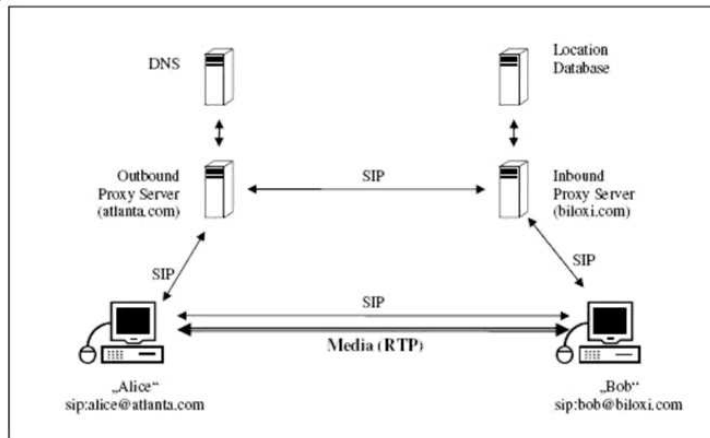 DNS
Location
Database
Outbound
Proxy Server
(atlanta.com)
SIP
Inbound
Proxy Server
(biloxi.com)
SIP
SIP
SIP
Media (RTP)
„Alice“
sip:alice@atlanta.com
„Bob“
sip:bob@biloxi.com